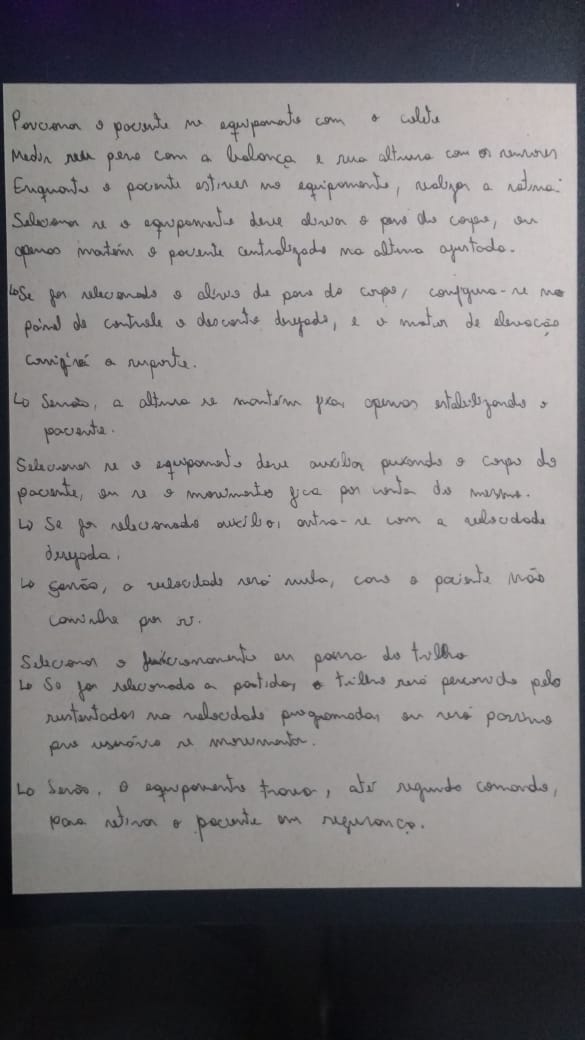 Posicionar o paciente no equipamento com o colete
Medir seu peso com a balança e sua altura com os sensores
Enquanto o paciente estiver no equipamento, realizar a rotina:
Selecionar se o equipamento deve aliviar o peso do corpo, ou
apenas mantém o paciente centralizado na altura ajustada.
↳ Se for selecionado o alívio de peso do corpo, configura-se no
painel de controle o desconto desejado, e o motor de elevação
corrigirá o suporte.
↳ Senão, a altura se mantém fixa, apenas estabilizando o
paciente.
Selecionar se o equipamento deve auxiliar puxando o corpo do
paciente, ou se o movimento fica por conta do mesmo.
↳ Se for selecionado auxílio, entra-se com a velocidade
desejada.
↳ Senão, a velocidade será nula, caso o paciente não
caminhe por si.
Selecionar o funcionamento ou parada do trilho
↳ Se for selecionado a partida, o trilho será percorrido pelo
sustentador na velocidade programada, ou será possível
pro usuário se movimentar.
↳ Senão, o equipamento trava, até segundo comando,
para retirar o paciente em segurança.